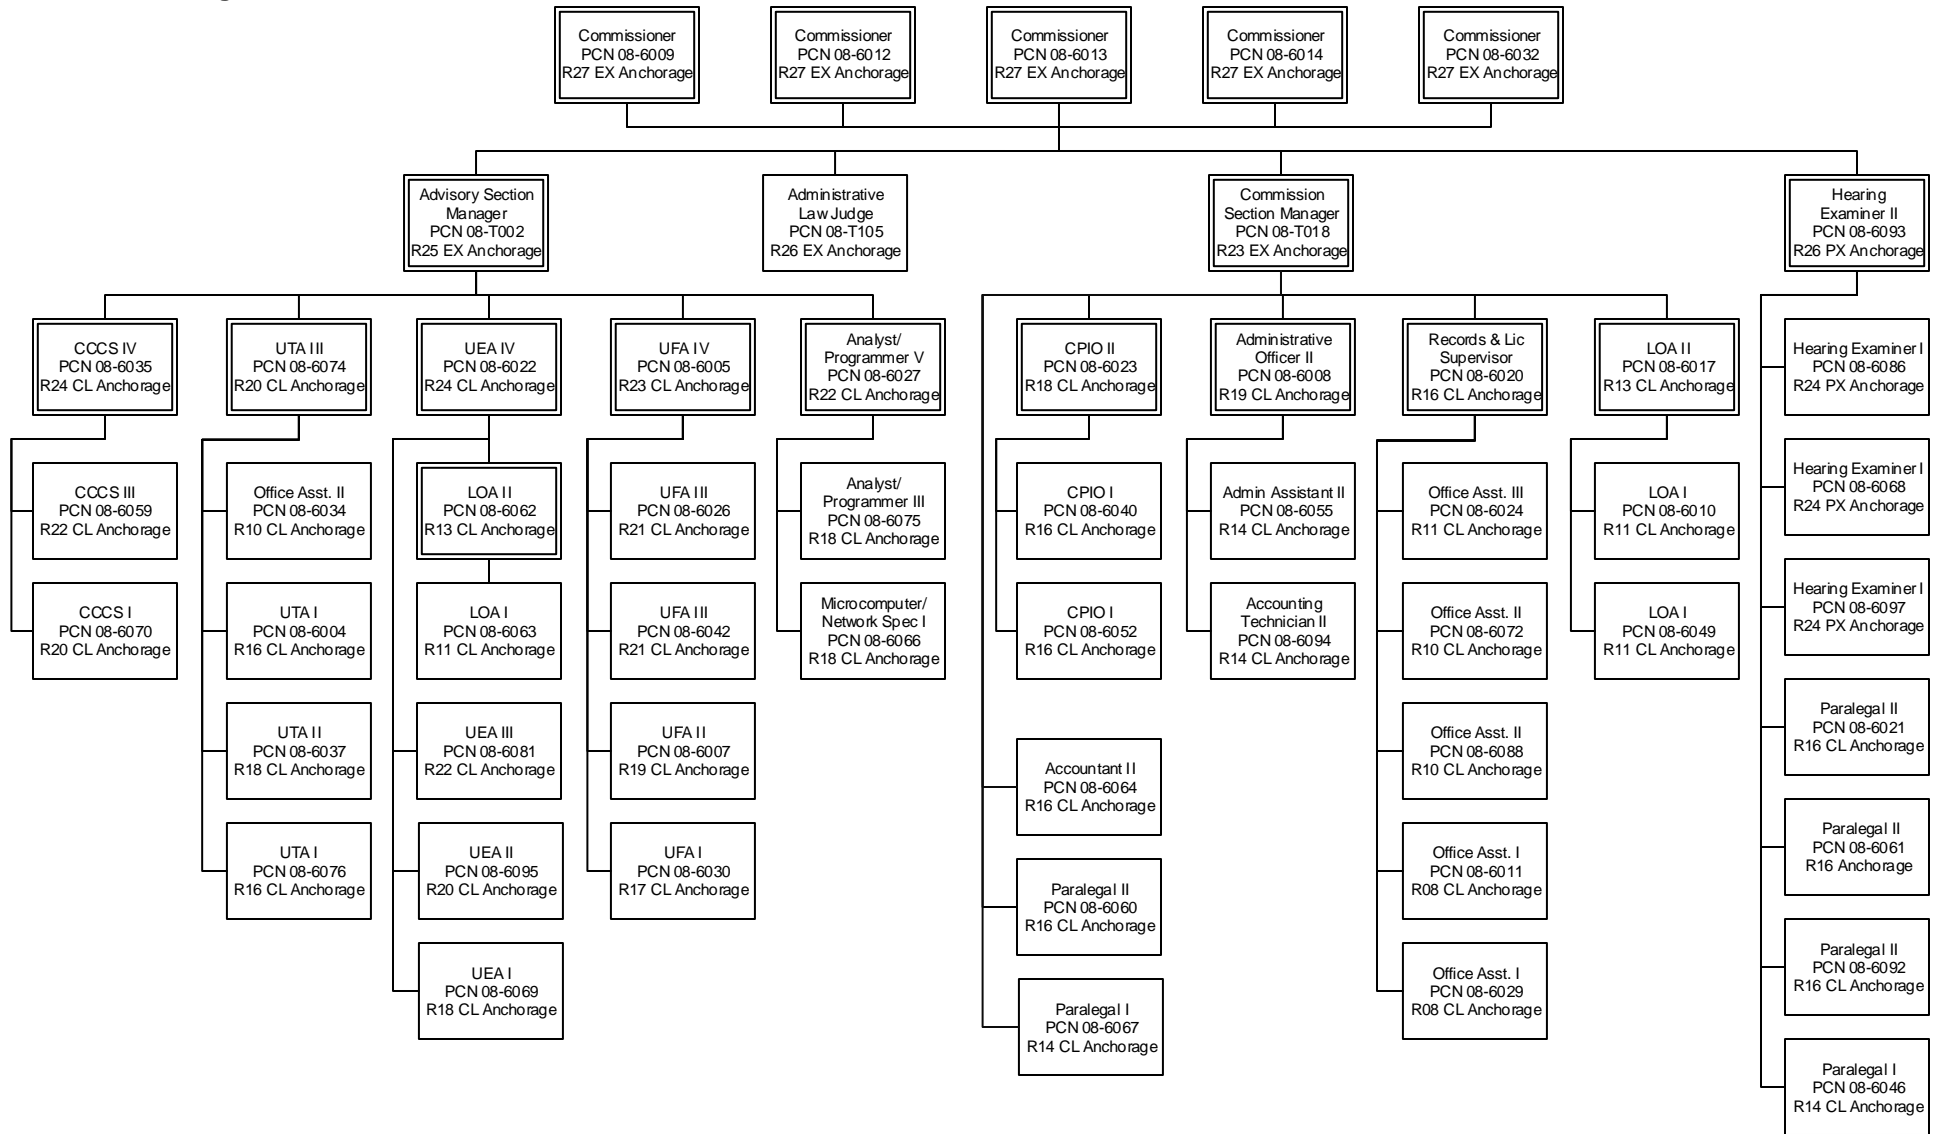 Commissioner
PCN 08-6009
R27 EX Anchorage
Commissioner
PCN 08-6012
R27 EX Anchorage
Commissioner
PCN 08-6013
R27 EX Anchorage
Commissioner
PCN 08-6014
R27 EX Anchorage
Commissioner
PCN 08-6032
R27 EX Anchorage
Advisory Section
Manager
PCN 08-T002
R25 EX Anchorage
Administrative
Law Judge
PCN 08-T105
R26 EX Anchorage
Commission
Section Manager
PCN 08-T018
R23 EX Anchorage
Hearing
Examiner II
PCN 08-6093
R26 PX Anchorage
CCCS IV
PCN 08-6035
R24 CL Anchorage
UTA III
PCN 08-6074
R20 CL Anchorage
UEA IV
PCN 08-6022
R24 CL Anchorage
UFA IV
PCN 08-6005
R23 CL Anchorage
Analyst/
Programmer V
PCN 08-6027
R22 CL Anchorage
CPIO II
PCN 08-6023
R18 CL Anchorage
Administrative
Officer II
PCN 08-6008
R19 CL Anchorage
Records & Lic
Supervisor
PCN 08-6020
R16 CL Anchorage
LOA II
PCN 08-6017
R13 CL Anchorage
Hearing Examiner I
PCN 08-6086
R24 PX Anchorage
CCCS III
PCN 08-6059
R22 CL Anchorage
Office Asst. II
PCN 08-6034
R10 CL Anchorage
LOA II
PCN 08-6062
R13 CL Anchorage
UFA III
PCN 08-6026
R21 CL Anchorage
Analyst/
Programmer III
PCN 08-6075
R18 CL Anchorage
CPIO I
PCN 08-6040
R16 CL Anchorage
Admin Assistant II
PCN 08-6055
R14 CL Anchorage
Office Asst. III
PCN 08-6024
R11 CL Anchorage
LOA I
PCN 08-6010
R11 CL Anchorage
Hearing Examiner I
PCN 08-6068
R24 PX Anchorage
CCCS I
PCN 08-6070
R20 CL Anchorage
UTA I
PCN 08-6004
R16 CL Anchorage
LOA I
PCN 08-6063
R11 CL Anchorage
UFA III
PCN 08-6042
R21 CL Anchorage
Microcomputer/
Network Spec I
PCN 08-6066
R18 CL Anchorage
CPIO I
PCN 08-6052
R16 CL Anchorage
Accounting
Technician II
PCN 08-6094
R14 CL Anchorage
Office Asst. II
PCN 08-6072
R10 CL Anchorage
LOA I
PCN 08-6049
R11 CL Anchorage
Hearing Examiner I
PCN 08-6097
R24 PX Anchorage
UTA II
PCN 08-6037
R18 CL Anchorage
UEA III
PCN 08-6081
R22 CL Anchorage
UFA II
PCN 08-6007
R19 CL Anchorage
Accountant II
PCN 08-6064
R16 CL Anchorage
Office Asst. II
PCN 08-6088
R10 CL Anchorage
Paralegal II
PCN 08-6021
R16 CL Anchorage
UTA I
PCN 08-6076
R16 CL Anchorage
UEA II
PCN 08-6095
R20 CL Anchorage
UFA I
PCN 08-6030
R17 CL Anchorage
Paralegal II
PCN 08-6060
R16 CL Anchorage
Office Asst. I
PCN 08-6011
R08 CL Anchorage
Paralegal II
PCN 08-6061
R16 Anchorage
UEA I
PCN 08-6069
R18 CL Anchorage
Paralegal I
PCN 08-6067
R14 CL Anchorage
Office Asst. I
PCN 08-6029
R08 CL Anchorage
Paralegal II
PCN 08-6092
R16 CL Anchorage
Paralegal I
PCN 08-6046
R14 CL Anchorage